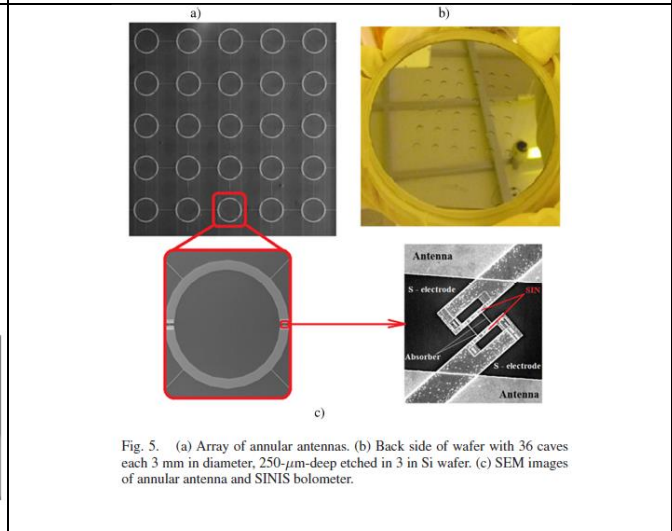 a)
b)
Antenna
S - electrode
SIN
Absorber
S - electrode
Antenna
c)
Fig. 5. (a) Array of annular antennas. (b) Back side of wafer with 36 caves
each 3 mm in diameter, 250-μm-deep etched in 3 in Si wafer. (c) SEM images
of annular antenna and SINIS bolometer.